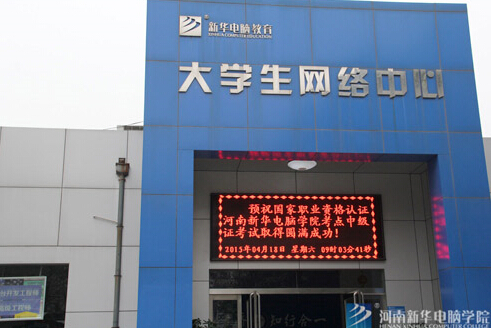 新华电脑教育
XINHUA COMPUTER EDUCATION
大学生网络中心
预祝国家职业资格认证
河南新华电脑学院考点中级
证考试取得圆满成功！
2015年04月18日 星期六 09时03分41秒
知行合一
河南新华电脑学院
HENAN XINHUA COMPUTER COLLEGE